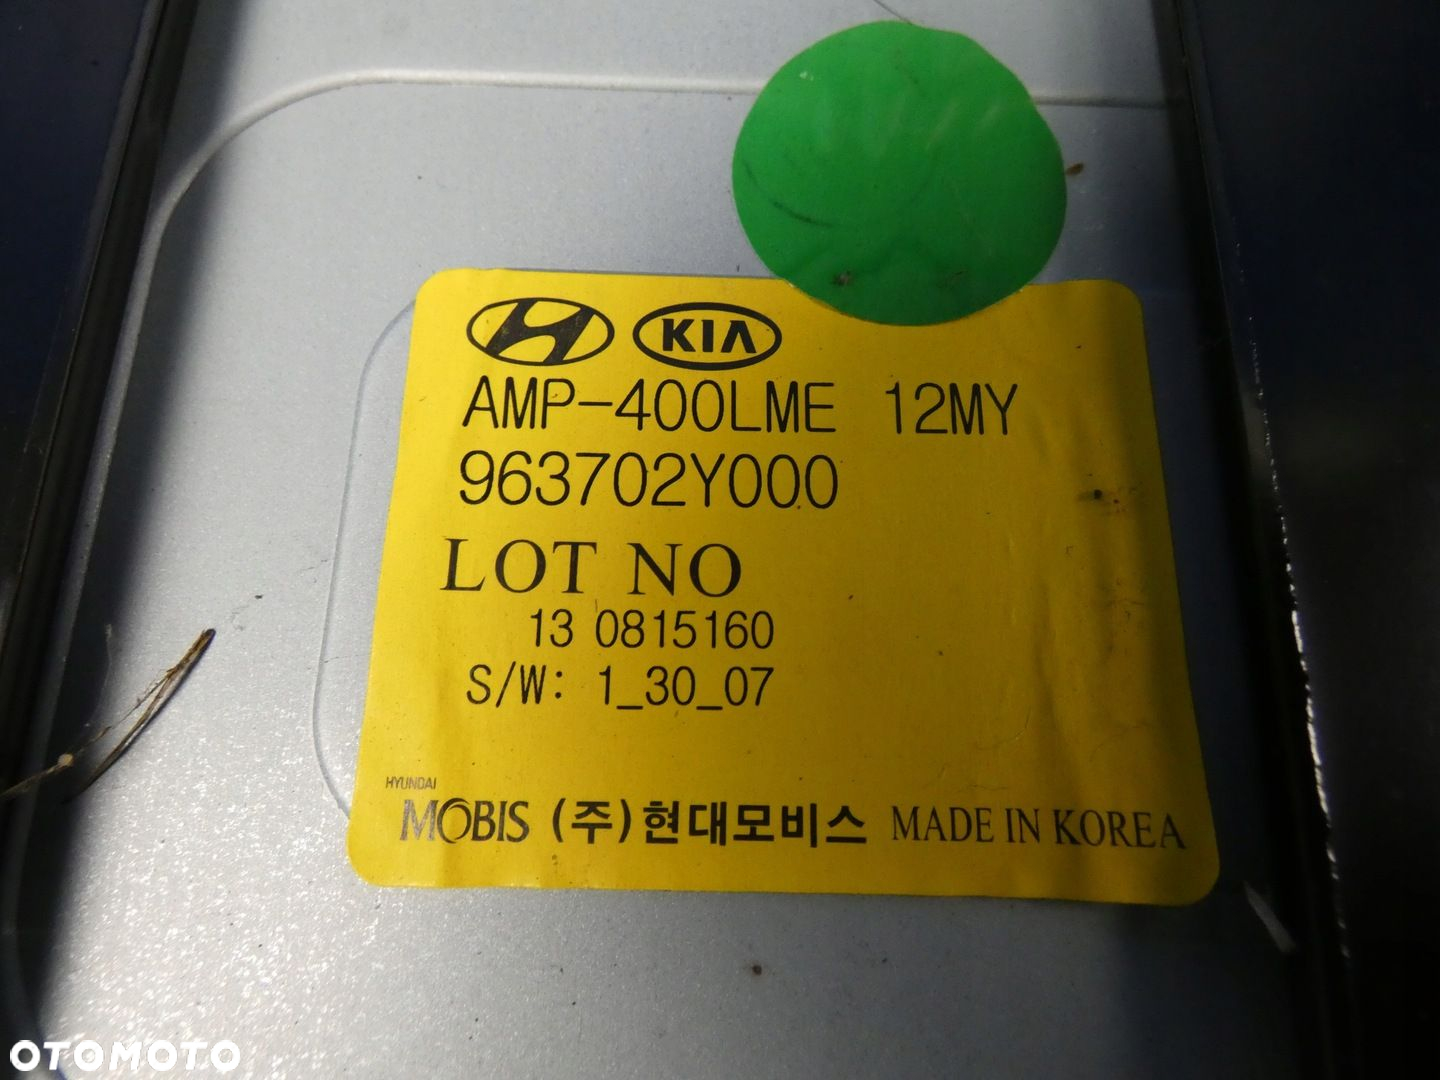 KIA
AMP-400LME 12MY
963702Y000
LOT NO
13 0815160
S/W: 1_30_07
HYUNDAI
MOBIS (주)현대모비스 MADE IN KOREA
OTOMOTO